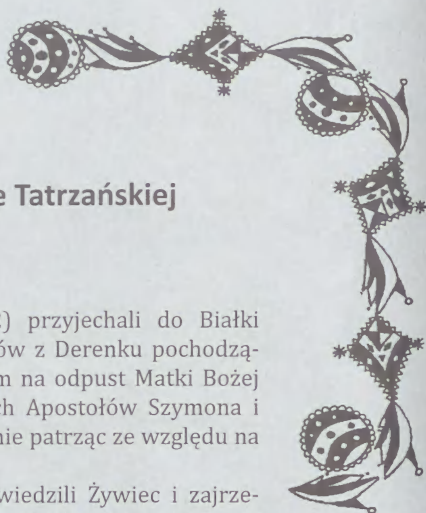 e Tatrzańskiej
) przyjechali do Białki
ów z Derenku pochodzą-
m na odpust Matki Bożej
ch Apostołów Szymona i
nie patrząc ze względu na
wiedzili Żywiec i zajrze-